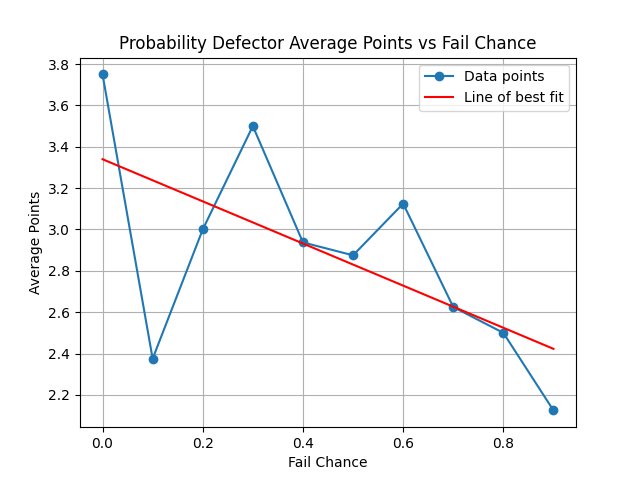 Probability Defector Average Points vs Fail Chance
Data points
Line of best fit
3.8
3.6
3.4
3.2
3.0
2.8
2.6
2.4
2.2
Average Points
0.0 0.2 0.4 0.6 0.8
Fail Chance